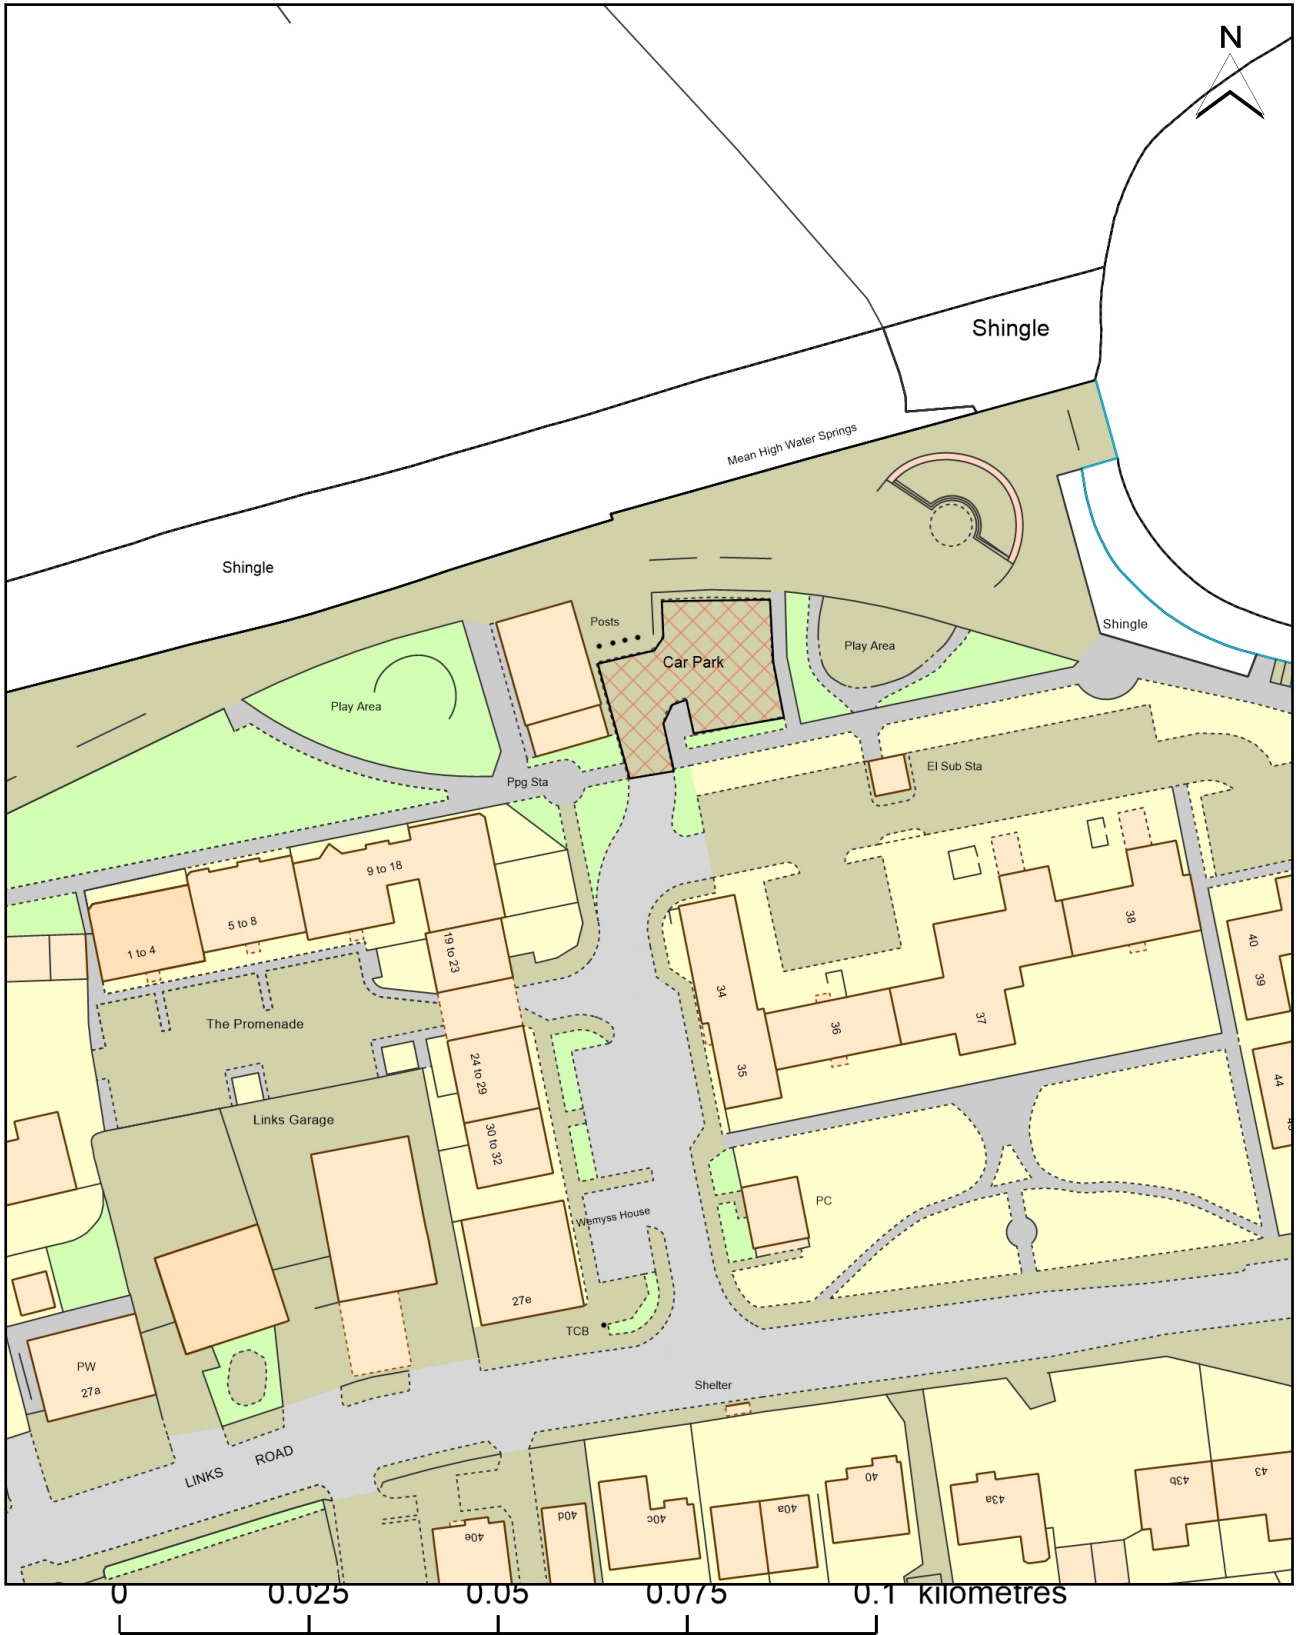 N
Shingle
Mean High Water Springs
Shingle
Posts
Shingle
Play Area
Car Park
Play Area
El Sub Sta
Ppg Sta
9 to 18
5 to 8
1 to 4
38
40
39
19 to 23
34
37
36
The Promenade
35
24 to 29
44
Links Garage
30 to 32
PC
Wemyss House
27e
TCB
PW
27a
Shelter
LINKS ROAD
40
43b
43
43a
40a
40c
40d
40e
0 0.025 0.05 0.075 0.1 kilometres